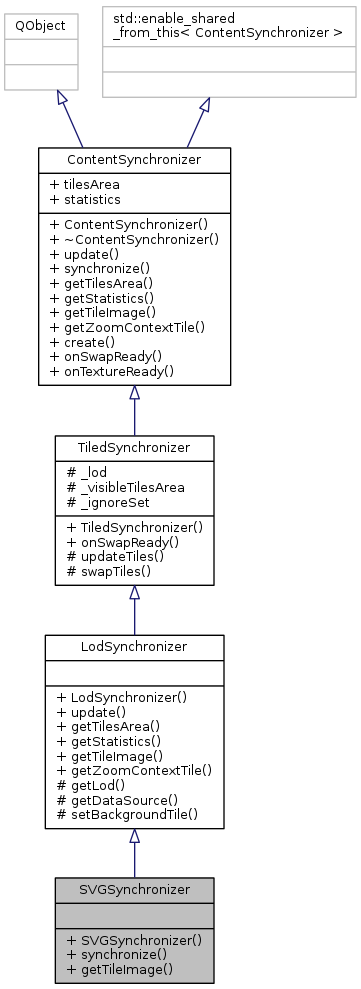 QObject
std::enable_shared
_from_this< ContentSynchronizer >
ContentSynchronizer
+ tilesArea
+ statistics
+ ContentSynchronizer()
+ ~ContentSynchronizer()
+ update()
+ synchronize()
+ getTilesArea()
+ getStatistics()
+ getTileImage()
+ getZoomContextTile()
+ create()
+ onSwapReady()
+ onTextureReady()
TiledSynchronizer
# _lod
# _visibleTilesArea
# _ignoreSet
+ TiledSynchronizer()
+ onSwapReady()
# updateTiles()
# swapTiles()
LodSynchronizer
+ LodSynchronizer()
+ update()
+ getTilesArea()
+ getStatistics()
+ getTileImage()
+ getZoomContextTile()
# getLod()
# getDataSource()
# setBackgroundTile()
SVGSynchronizer
+ SVGSynchronizer()
+ synchronize()
+ getTileImage()